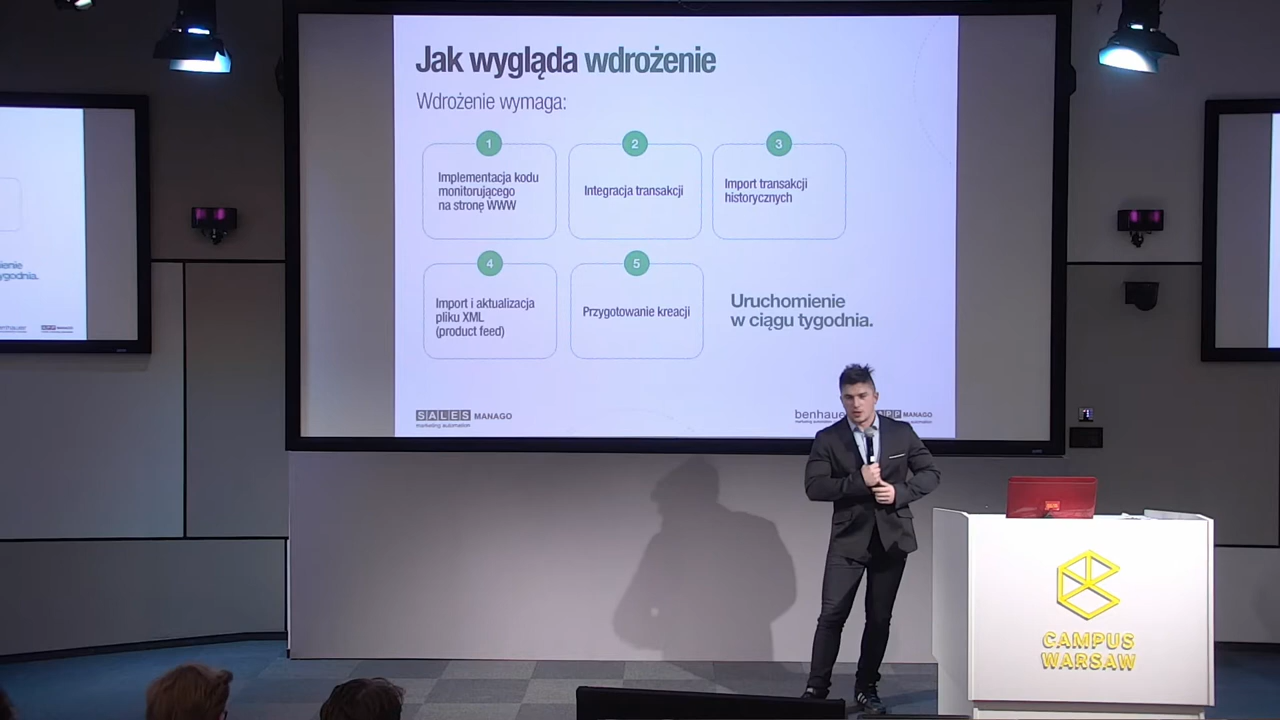 Jak wygląda wdrożenie
Wdrożenie wymaga:
1
Implementacja kodu
monitorującego
na stronę WWW
2
Integracja transakcji
3
Import transakcji
historycznych
4
Import i aktualizacja
pliku XML
(product feed)
5
Przygotowanie kreacji
Uruchomienie
w ciągu tygodnia.
SALES MANAGO
marketing automation
benhaue
MANAGO
CAMPUS
WARSAW